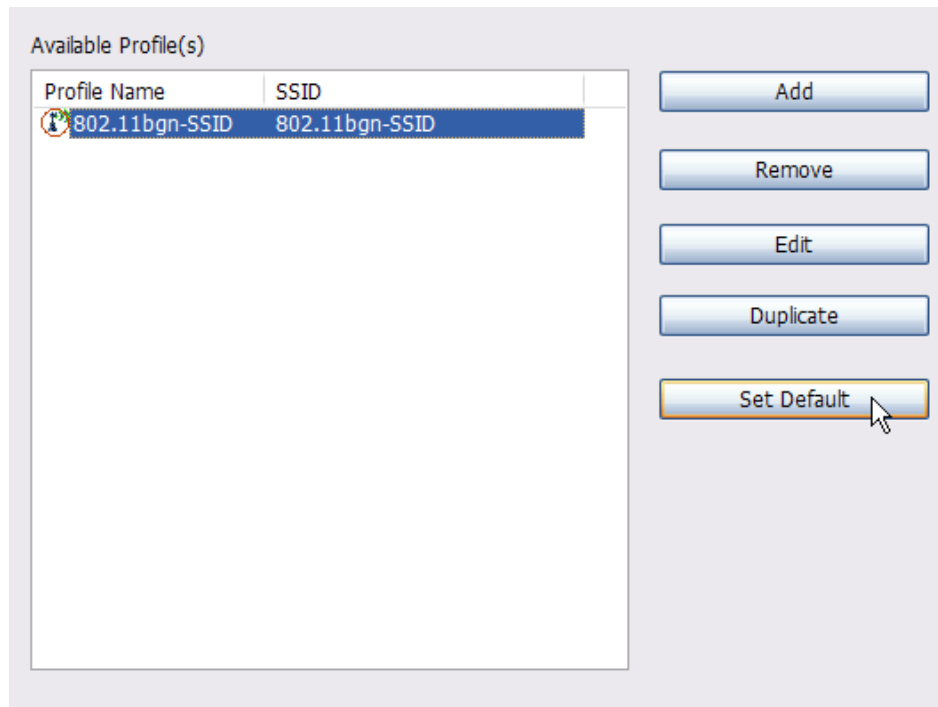 Available Profile(s)
Profile Name SSID
802.11bgn-SSID 802.11bgn-SSID
Add
Remove
Edit
Duplicate
Set Default